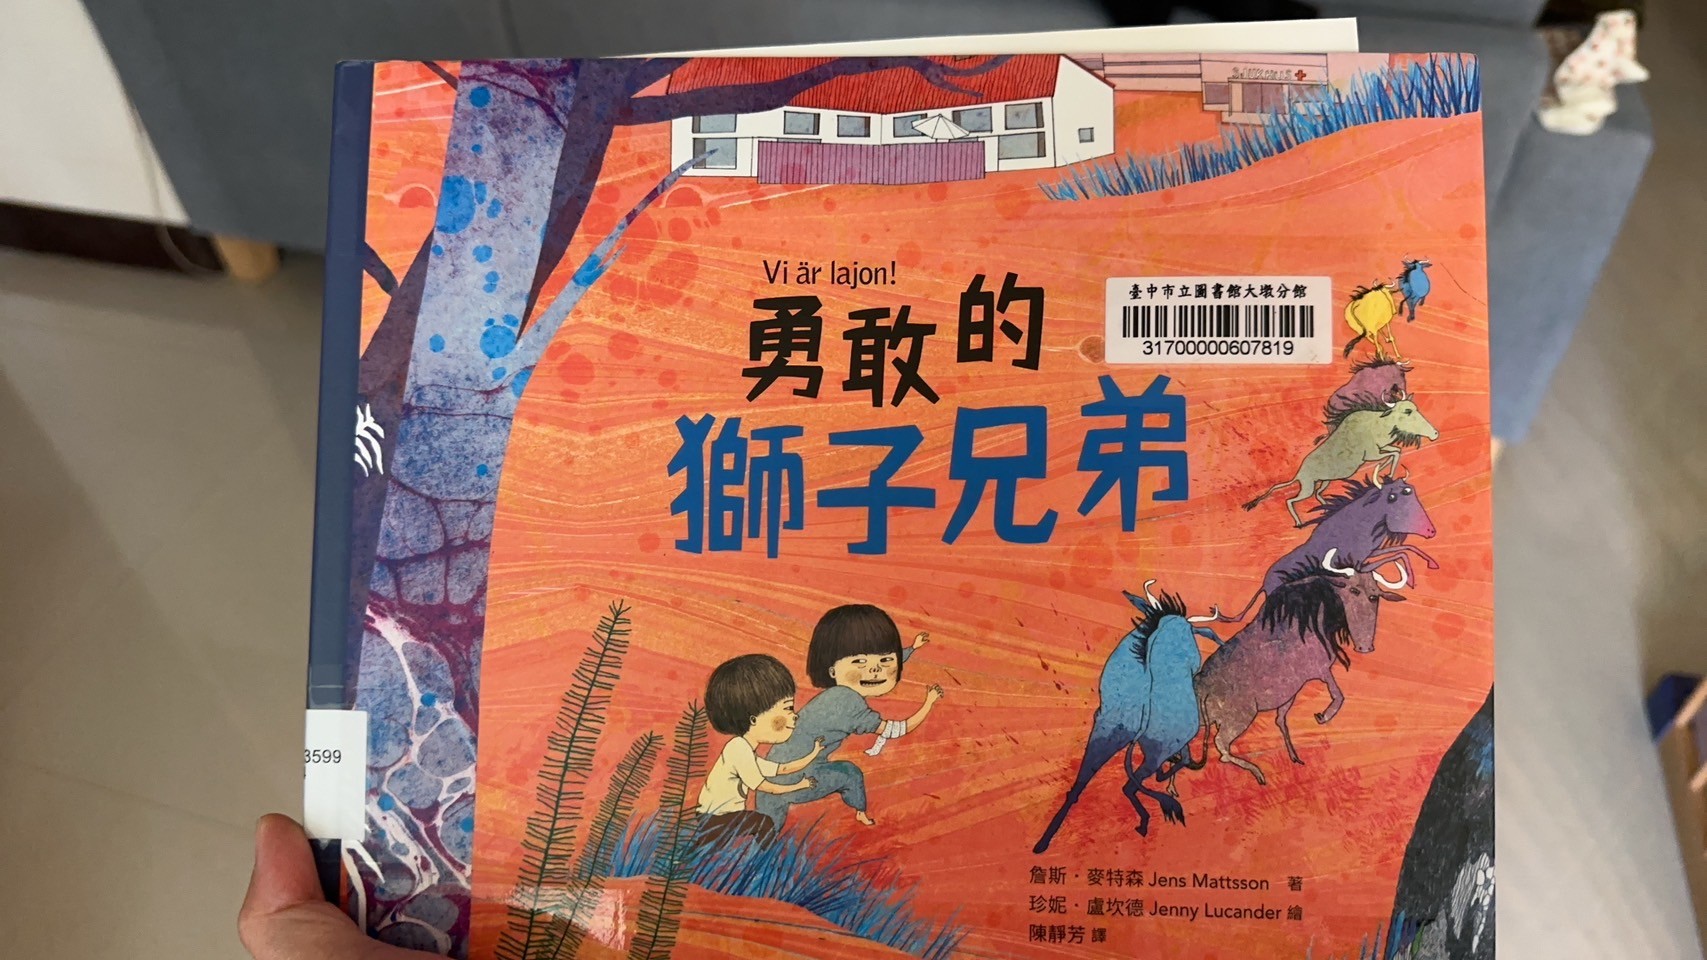 Vi är lajon!
勇敢的
獅子兄弟
臺中市立圖書館大墩分館
31700000607819
3599
詹斯・麥特森 Jens Mattsson 著
珍妮・盧坎德 Jenny Lucander 繪
陳靜芳 譯